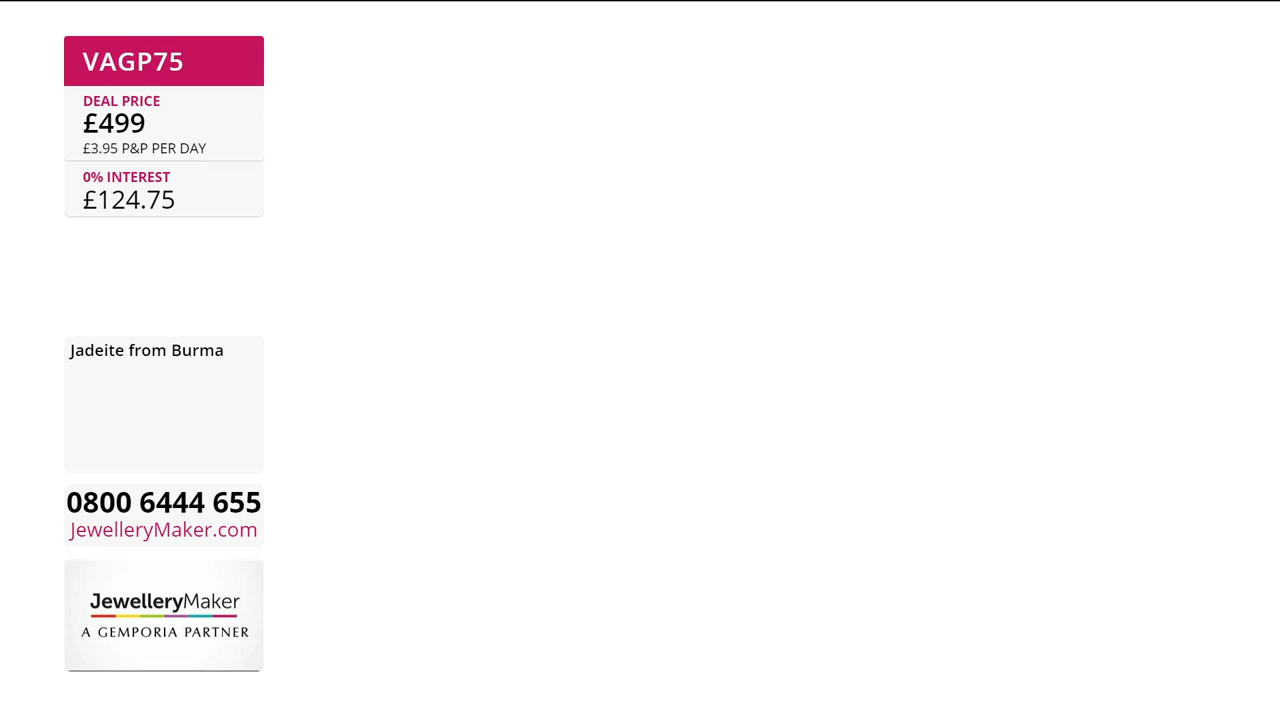 VAGP75
DEAL PRICE
£499
£3.95 P&P PER DAY
0% INTEREST
£124.75
Jadeite from Burma
0800 6444 655
JewelleryMaker.com
JewelleryMaker
A GEMPORIA PARTNER